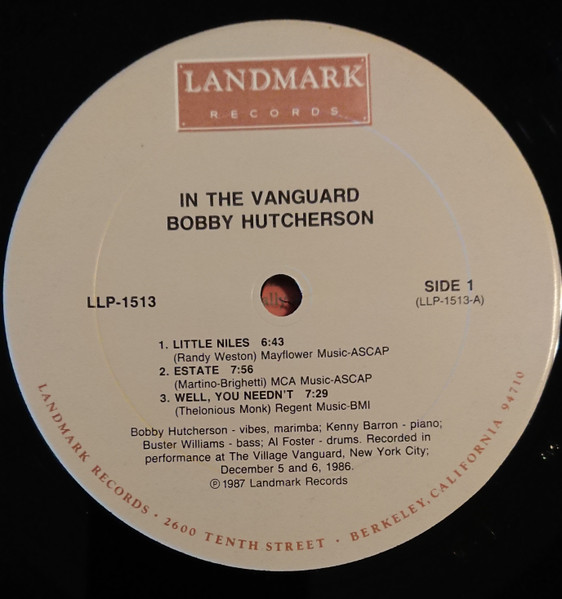 LANDMARK
RECORDS
IN THE VANGUARD
BOBBY HUTCHERSON
LLP-1513
SIDE 1
(LLP-1513-A)
1. LITTLE NILES 6:43
(Randy Weston) Mayflower Music-ASCAP
2. ESTATE 7:56
(Martino-Brighetti) MCA Music-ASCAP
3. WELL, YOU NEEDN'T 7:29
(Thelonious Monk) Regent Music-BMI
Bobby Hutcherson - vibes, marimba; Kenny Barron - piano;
Buster Williams - bass; Al Foster - drums. Recorded in
performance at The Village Vanguard, New York City;
December 5 and 6, 1986.
℗ 1987 Landmark Records
LANDMARK RECORDS · 2600 TENTH STREET · BERKELEY, CALIFORNIA 94710